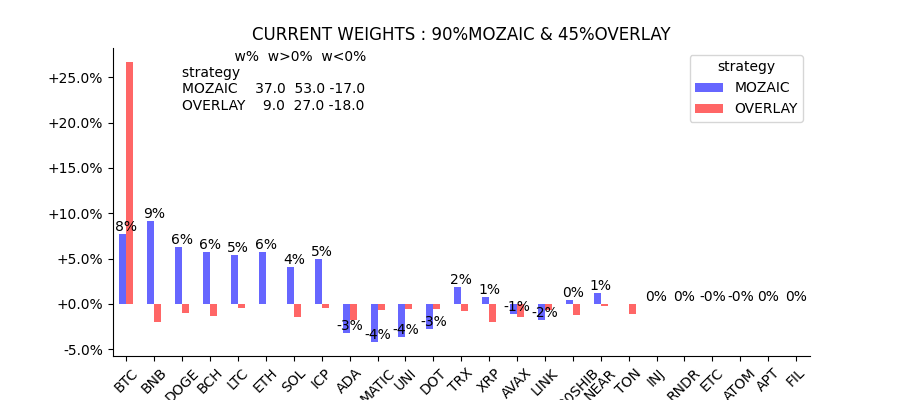 CURRENT WEIGHTS : 90%MOZAIC & 45%OVERLAY
w% w>0% w<0%
strategy
MOZAIC 37.0 53.0 -17.0
OVERLAY 9.0 27.0 -18.0
strategy
MOZAIC
OVERLAY
+25.0%
+20.0%
+15.0%
+10.0%
+5.0%
+0.0%
-5.0%
8% 9% 6% 6% 5% 6% 4% 5% -3% -4% -4% -3% 2% 1% -1% -2% 0% 1% 0% 0% -0% -0% 0% 0%
BTC BNB DOGE BCH LTC ETH SOL ICP ADA MATIC UNI DOT TRX XRP AVAX LINK NEAR TON INJ RNDR ETC ATOM APT FIL